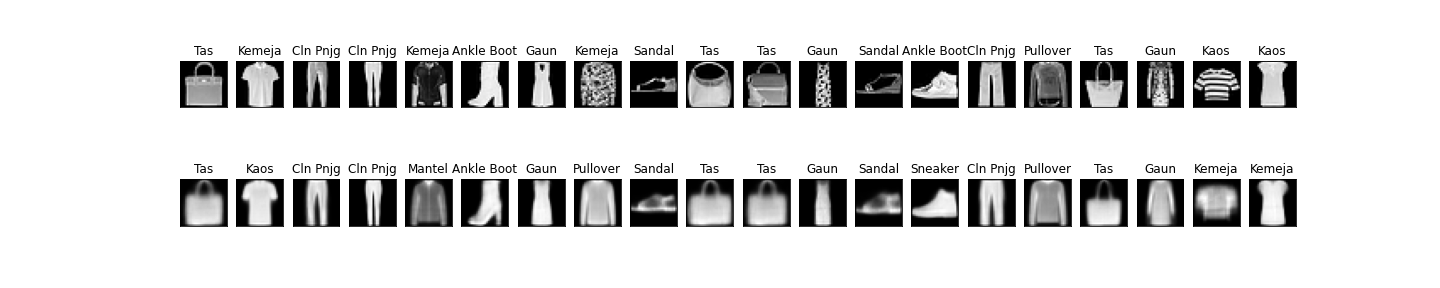 Tas Kemeja Cln Pnjg Cln Pnjg Kemeja Ankle Boot Gaun Kemeja Sandal Tas Tas Gaun Sandal Ankle Boot Cln Pnjg Pullover Tas Gaun Kaos Kaos
Tas Kaos Cln Pnjg Cln Pnjg Mantel Ankle Boot Gaun Pullover Sandal Tas Tas Gaun Sandal Sneaker Cln Pnjg Pullover Tas Gaun Kemeja Kemeja